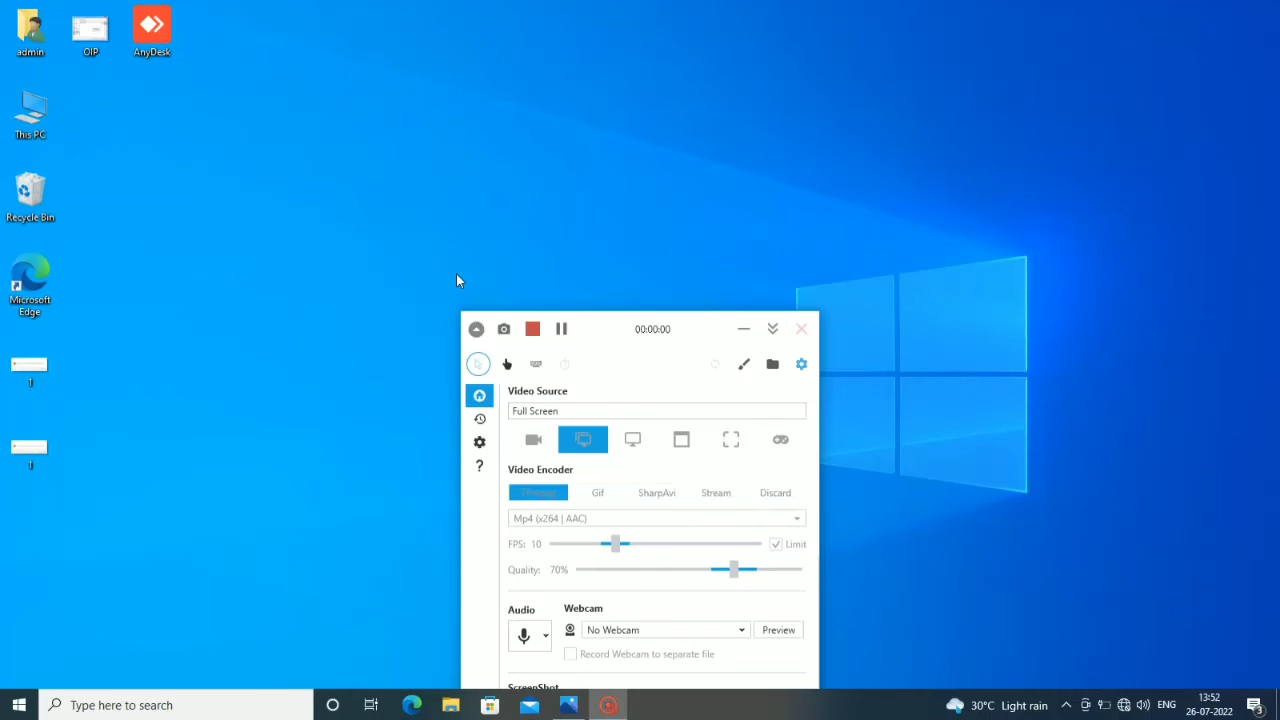 admin
OIP
AnyDesk
This PC
Recycle Bin
Microsoft
Edge
1
1
00:00:00
Video Source
Full Screen
Video Encoder
Gif SharpAvi Stream Discard
Mp4 (x264 | AAC)
FPS: 10 Limit
Quality: 70%
Audio Webcam
No Webcam Preview
Record Webcam to separate file
ScreenShot
Type here to search
30°C Light rain
ENG
13:52
26-07-2022
3